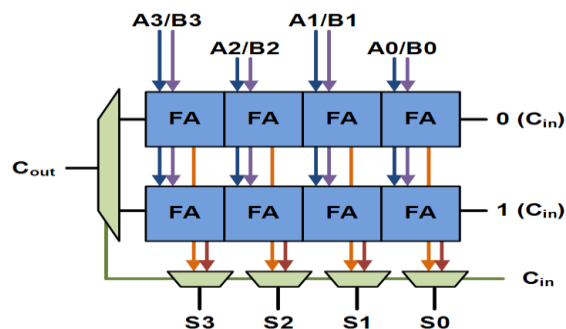 A3/B3 A1/B1
A2/B2 A0/B0
FA FA FA FA 0 (Cin)
Cout
FA FA FA FA 1 (Cin)
Cin
S3 S2 S1 S0